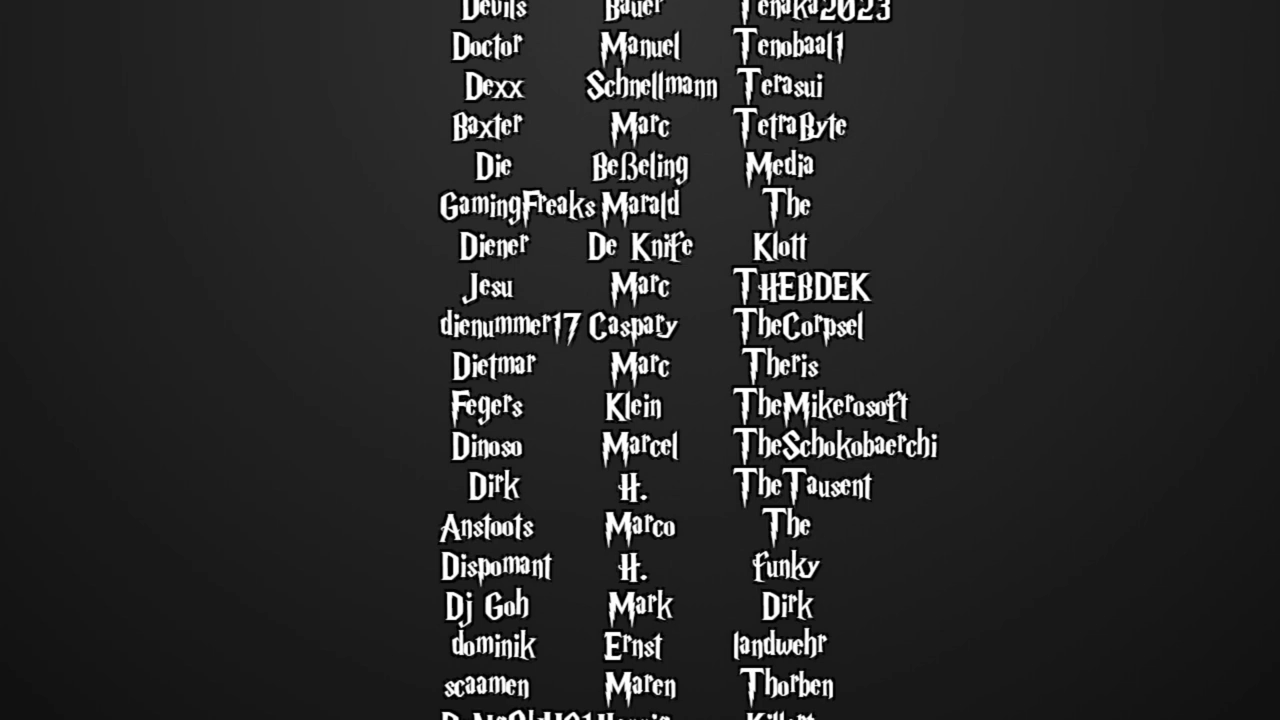 Devils Bauer Tenaka2023
Doctor Manuel Tenobaal1
Dexx Schnellmann Terasui
Baxter Marc TetraByte
Die Beßeling Media
GamingFreaks Marald The
Diener De Knife Klott
Jesu Marc THEBDEK
dienummer17 Caspary TheCorpsel
Dietmar Marc Theris
Fegers Klein TheMikerosoft
Dinoso Marcel TheSchokobaerchi
Dirk H. TheTausent
Anstoots Marco The
Dispomant H. funky
Dj Goh Mark Dirk
dominik Ernst landwehr
scaamen Maren Thorben